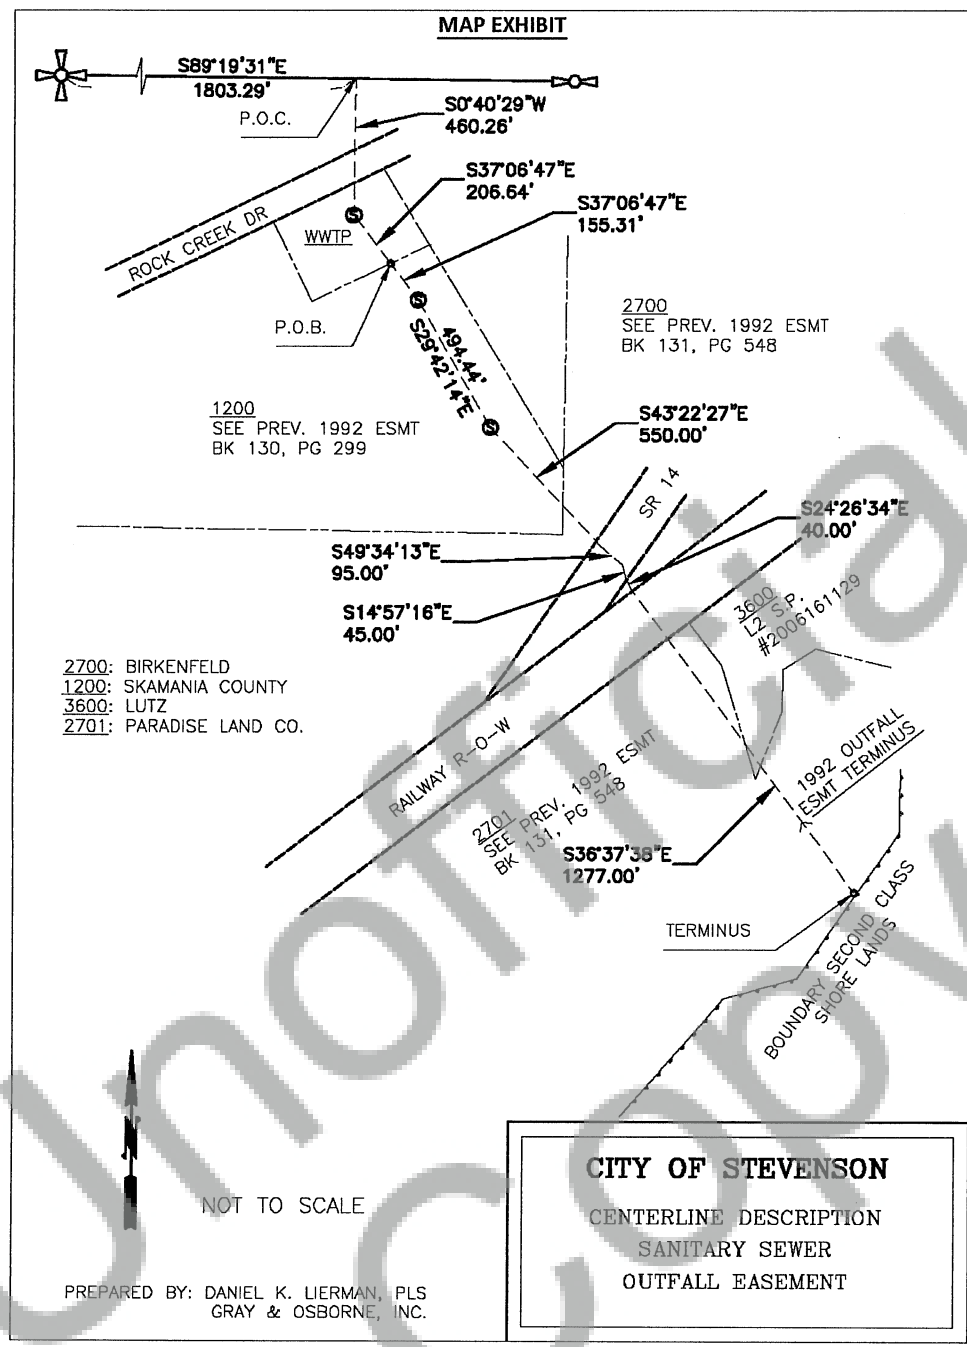 MAP EXHIBIT
S89°19'31"E
1803.29'
P.O.C.
S0°40'29"W
460.26'
S37°06'47"E
206.64'
S37°06'47"E
155.31'
ROCK CREEK DR
WWTP
P.O.B.
494.44'
S29°42'14"E
2700
SEE PREV. 1992 ESMT
BK 131, PG 548
1200
SEE PREV. 1992 ESMT
BK 130, PG 299
S43°22'27"E
550.00'
SR 14
S24°26'34"E
40.00'
S49°34'13"E
95.00'
S14°57'16"E
45.00'
3600
L2 S.P.
#2006161129
2700: BIRKENFELD
1200: SKAMANIA COUNTY
3600: LUTZ
2701: PARADISE LAND CO.
RAILWAY R-O-W
2701
SEE PREV. 1992 ESMT
BK 131, PG 548
1992 OUTFALL
ESMT TERMINUS
S36°37'38"E
1277.00'
TERMINUS
BOUNDARY SECOND CLASS
SHORE LANDS
N
NOT TO SCALE
PREPARED BY: DANIEL K. LIERMAN, PLS
GRAY & OSBORNE, INC.
CITY OF STEVENSON
CENTERLINE DESCRIPTION
SANITARY SEWER
OUTFALL EASEMENT
Unofficial
Copy